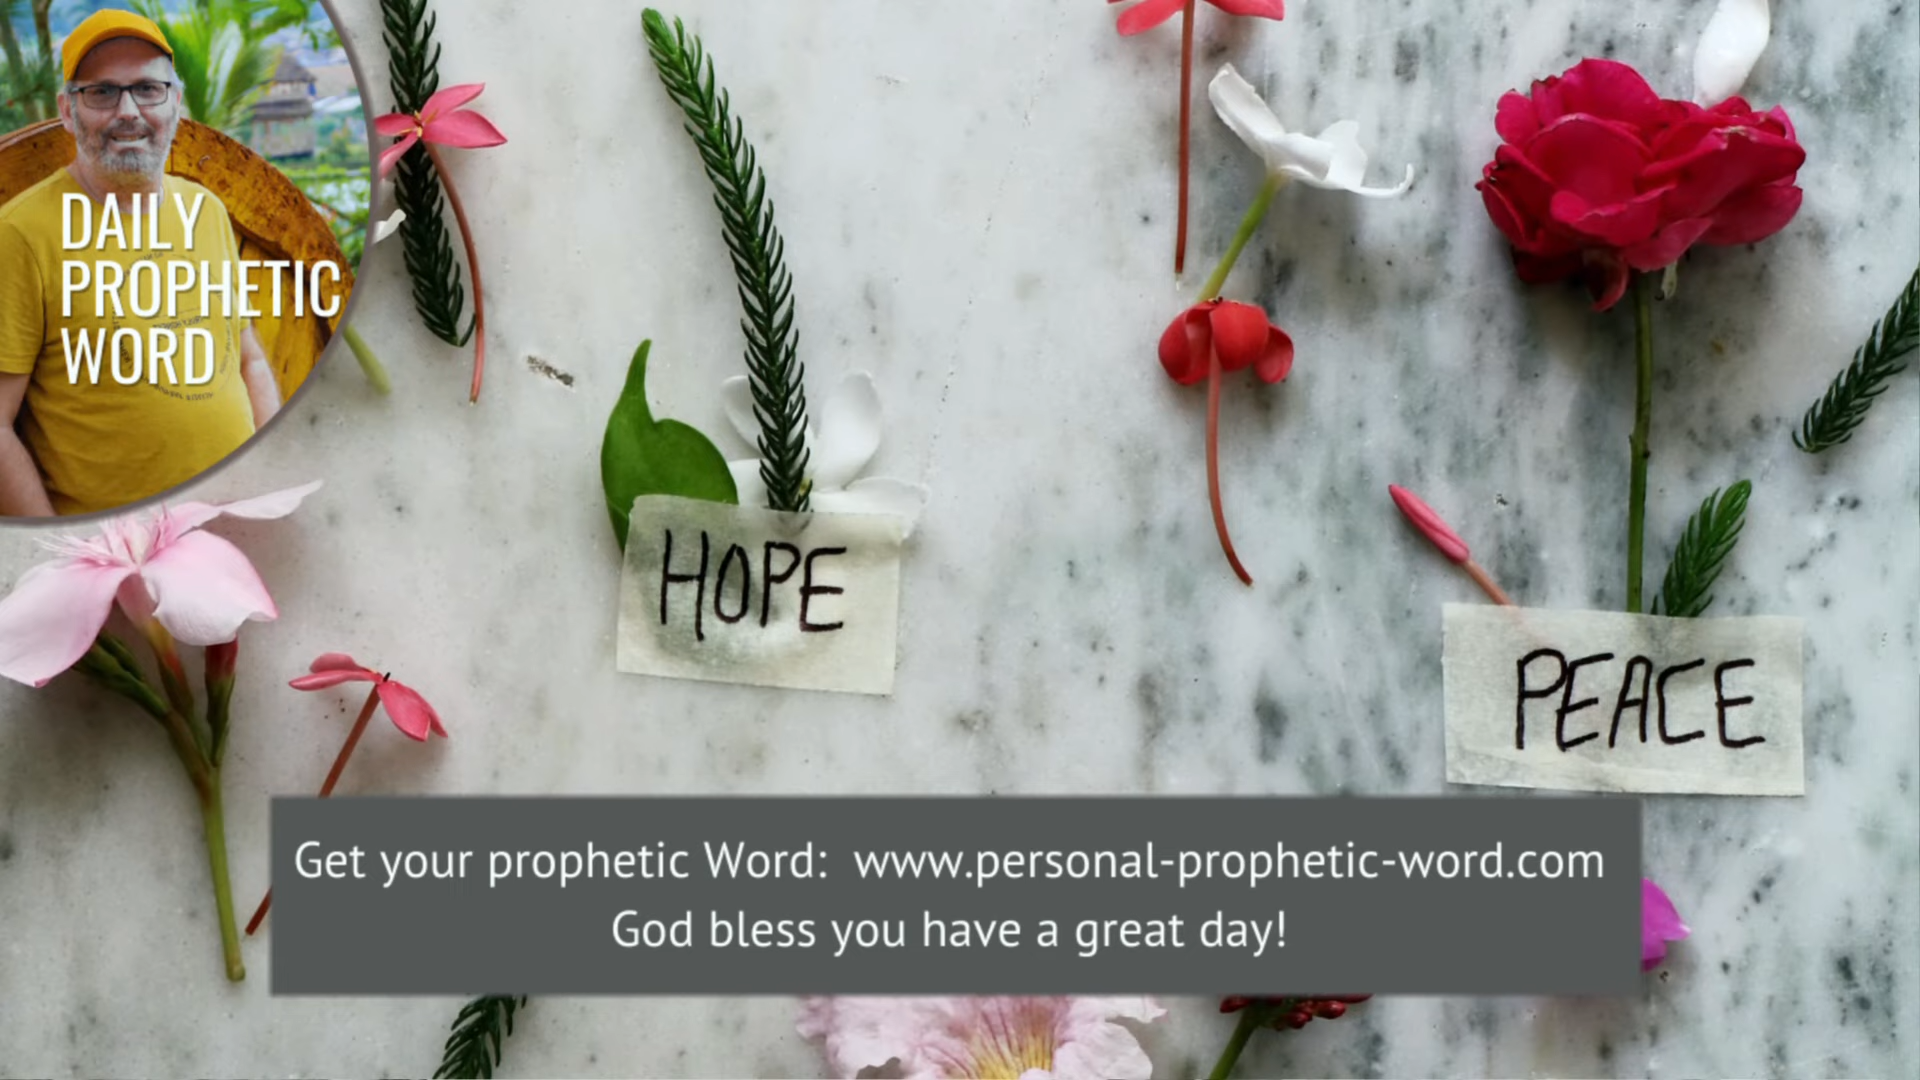 DAILY
PROPHETIC
WORD
HOPE
PEACE
Get your prophetic Word:  www.personal-prophetic-word.com
God bless you have a great day!